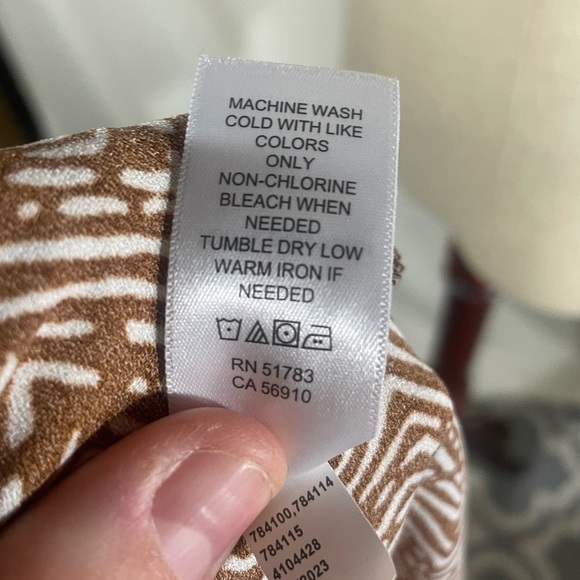 MACHINE WASH
COLD WITH LIKE
COLORS
ONLY
NON-CHLORINE
BLEACH WHEN
NEEDED
TUMBLE DRY LOW
WARM IRON IF
NEEDED
RN 51783
CA 56910
784100,784114
784115
4104428
/2023